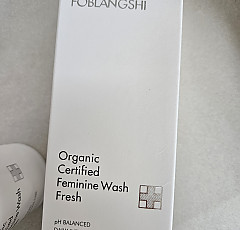 FOBLANGSHI
Organic
Certified
Feminine Wash
Fresh
pH BALANCED